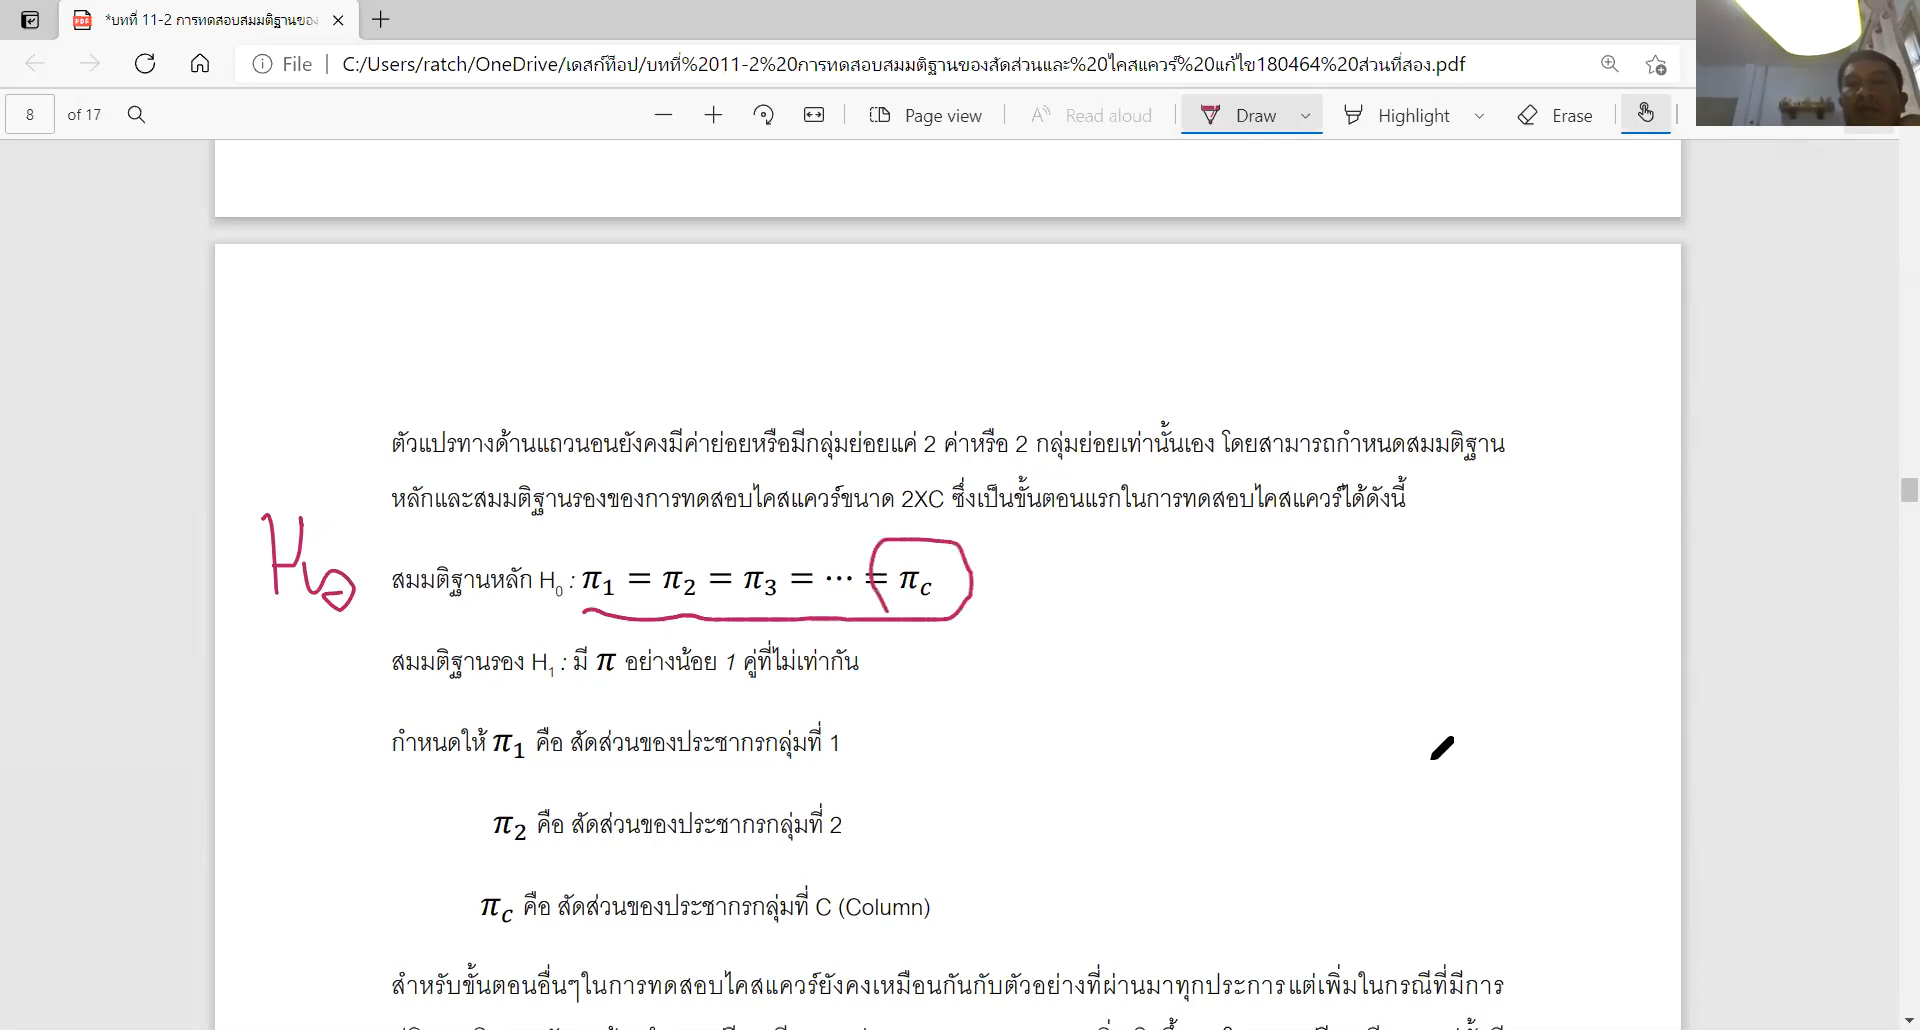 *บทที่ 11-2 การทดสอบสมมติฐานของ
File
C:/Users/ratch/OneDrive/เดสก์ท็อป/บทที่%2011-2%20การทดสอบสมมติฐานของสัดส่วนและ%20ไคสแควร์%20แก้ไข180464%20ส่วนที่สอง.pdf
8 of 17
Page view
Read aloud
Draw
Highlight
Erase
ตัวแปรทางด้านแถวนอนยังคงมีค่าย่อยหรือมีกลุ่มย่อยแค่ 2 ค่าหรือ 2 กลุ่มย่อยเท่านั้นเอง โดยสามารถกำหนดสมมติฐาน
หลักและสมมติฐานรองของการทดสอบไคสแควร์ขนาด 2XC ซึ่งเป็นขั้นตอนแรกในการทดสอบไคสแควร์ได้ดังนี้
สมมติฐานหลัก H₀ : π₁ = π₂ = π₃ = ⋯ = π_c
สมมติฐานรอง H₁ : มี π อย่างน้อย 1 คู่ที่ไม่เท่ากัน
กำหนดให้ π₁ คือ สัดส่วนของประชากรกลุ่มที่ 1
π₂ คือ สัดส่วนของประชากรกลุ่มที่ 2
π_c คือ สัดส่วนของประชากรกลุ่มที่ C (Column)
สำหรับขั้นตอนอื่นๆในการทดสอบไคสแควร์ยังคงเหมือนกันกับตัวอย่างที่ผ่านมาทุกประการ แต่เพิ่มในกรณีที่มีการ